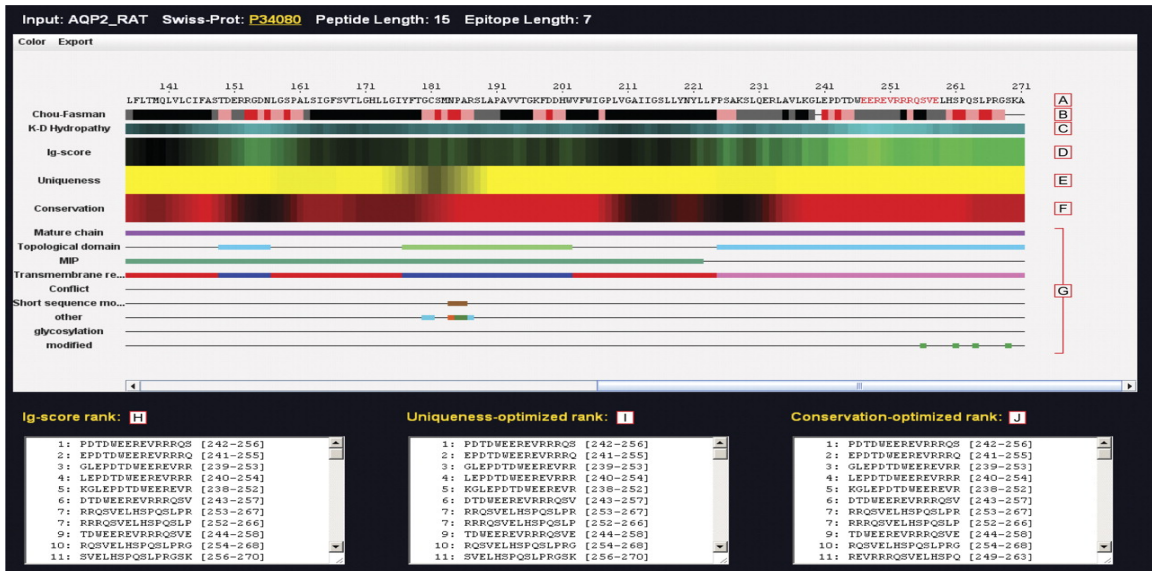 Input: AQP2_RAT Swiss-Prot: P34080 Peptide Length: 15 Epitope Length: 7
Color Export
141 151 161 171 181 191 201 211 221 231 241 251 261 271
LFLTMQLVLCIFASTDERRGDNLGSPALSIGFSVTLGHLLGIYFTGCSMNPARSLAPAVVTGKFDDHWVFWIGPLVGAIIGSLLYNYLLFPSAKSLQERLAVLKGLEPDTDWEEREVRRRQSVELHSPQSLPRGSKA A
Chou-Fasman B
K-D Hydropathy C
Ig-score D
Uniqueness E
Conservation F
Mature chain
Topological domain
MIP
Transmembrane re...
Conflict G
Short sequence mo...
other
glycosylation
modified
Ig-score rank: H
1: PDTDWEEREVRRRQS [242-256]
2: EPDTDWEEREVRRRQ [241-255]
3: GLEPDTDWEEREVRR [239-253]
4: LEPDTDWEEREVRRR [240-254]
5: KGLEPDTDWEEREVR [238-252]
6: DTDWEEREVRRRQSV [243-257]
7: RRQSVELHSPQSLPR [253-267]
7: RRRQSVELHSPQSLP [252-266]
9: TDWEEREVRRRQSVE [244-258]
10: RQSVELHSPQSLPRG [254-268]
11: SVELHSPQSLPRGSK [256-270]
Uniqueness-optimized rank: I
1: PDTDWEEREVRRRQS [242-256]
2: EPDTDWEEREVRRRQ [241-255]
3: GLEPDTDWEEREVRR [239-253]
4: LEPDTDWEEREVRRR [240-254]
5: KGLEPDTDWEEREVR [238-252]
6: DTDWEEREVRRRQSV [243-257]
7: RRQSVELHSPQSLPR [253-267]
7: RRRQSVELHSPQSLP [252-266]
9: TDWEEREVRRRQSVE [244-258]
10: RQSVELHSPQSLPRG [254-268]
11: SVELHSPQSLPRGSK [256-270]
Conservation-optimized rank: J
1: PDTDWEEREVRRRQS [242-256]
2: EPDTDWEEREVRRRQ [241-255]
3: GLEPDTDWEEREVRR [239-253]
4: LEPDTDWEEREVRRR [240-254]
5: KGLEPDTDWEEREVR [238-252]
6: DTDWEEREVRRRQSV [243-257]
7: RRQSVELHSPQSLPR [253-267]
7: RRRQSVELHSPQSLP [252-266]
9: TDWEEREVRRRQSVE [244-258]
10: RQSVELHSPQSLPRG [254-268]
11: REVRRRQSVELHSPQ [249-263]